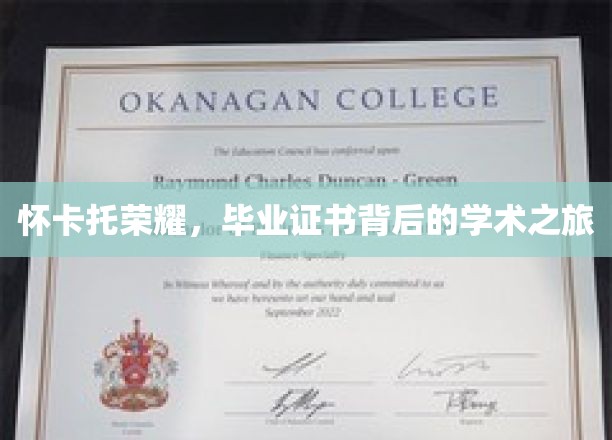 OKANAGAN COLLEGE
The Education Council has conferred upon
Raymond Charles Duncan - Green
怀卡托荣耀，毕业证书背后的学术之旅
Finance Specialty
In Witness Whereof and by the authority duly committed to us
we have hereunto set our hand and seal
September 2022